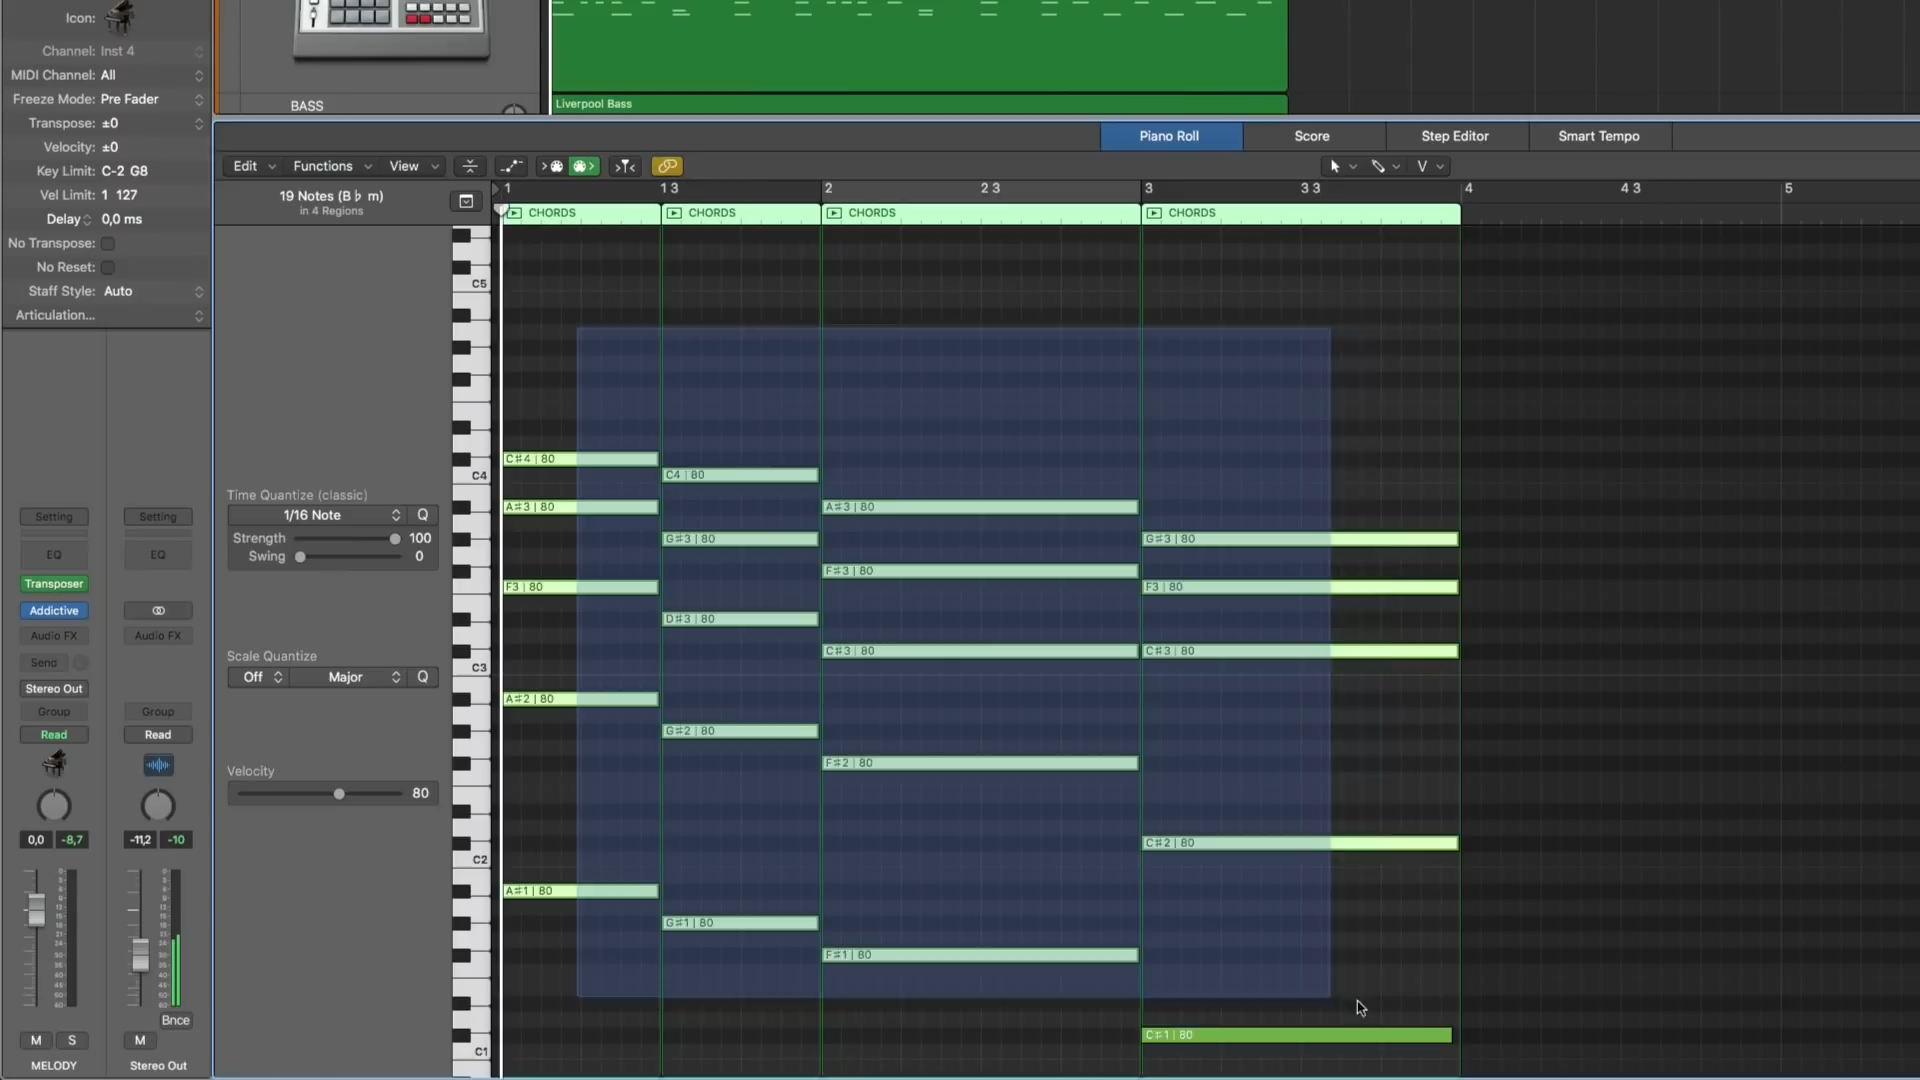 Icon:
Channel: Inst 4
MIDI Channel: All
Freeze Mode: Pre Fader
Transpose: ±0
Velocity: ±0
Key Limit: C-2 G8
Vel Limit: 1 127
Delay 0,0 ms
No Transpose:
No Reset:
Staff Style: Auto
Articulation...
BASS
Liverpool Bass
Piano Roll Score Step Editor Smart Tempo
Edit Functions View
V
19 Notes (B♭ m)
in 4 Regions
1 1 3 2 2 3 3 3 3 4 4 3 5
CHORDS CHORDS CHORDS CHORDS
C5
C4
C3
C2
C1
Time Quantize (classic)
1/16 Note Q
Strength 100
Swing 0
Scale Quantize
Off Major Q
Velocity
80
C♯4 | 80
C4 | 80
A♯3 | 80 A♯3 | 80
G♯3 | 80 G♯3 | 80
F♯3 | 80
F3 | 80 F3 | 80
D♯3 | 80
C♯3 | 80 C♯3 | 80
A♯2 | 80
G♯2 | 80
F♯2 | 80
C♯2 | 80
A♯1 | 80
G♯1 | 80
F♯1 | 80
C♯1 | 80
Setting Setting
EQ EQ
Transposer
Addictive
Audio FX Audio FX
Send
Stereo Out
Group Group
Read Read
0,0 -8,7 -11,2 -10
Bnce
M S M
MELODY Stereo Out